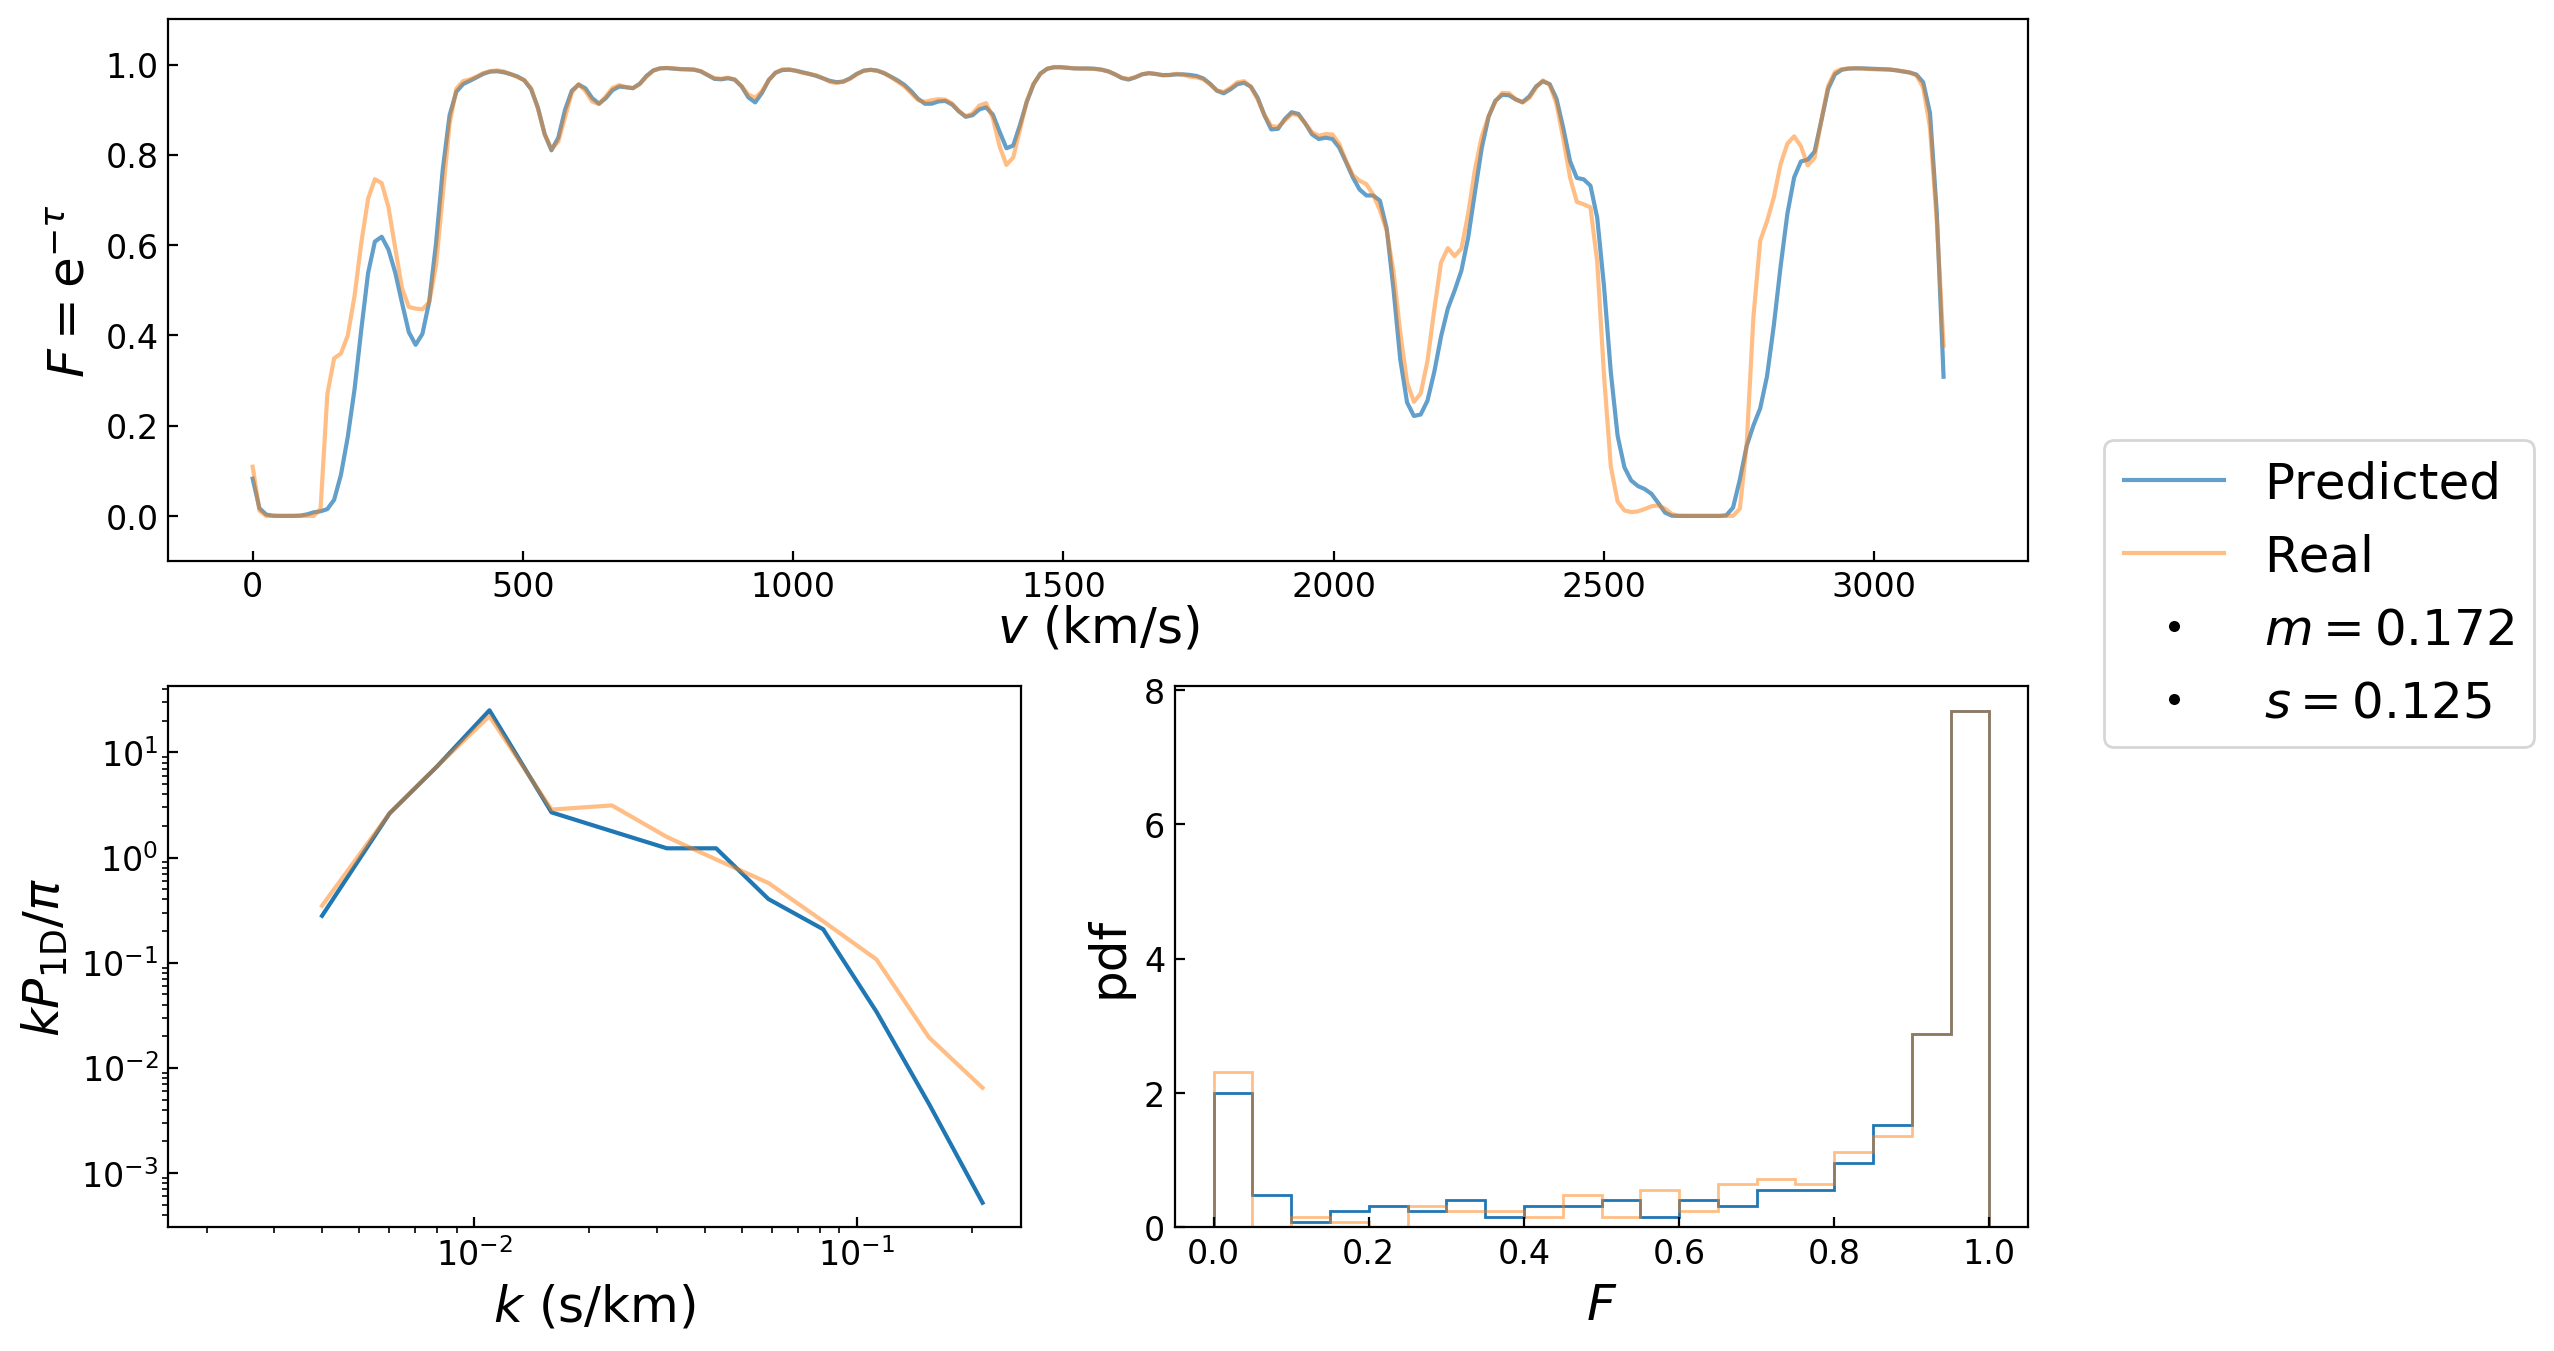 1.0
0.8
0.6
0.4
0.2
0.0
F = e^{-τ}
0 500 1000 1500 2000 2500 3000
v (km/s)
Predicted
Real
m = 0.172
s = 0.125
10^1
10^0
10^{-1}
10^{-2}
10^{-3}
kP_{1D}/π
10^{-2} 10^{-1}
k (s/km)
8
6
4
2
0
pdf
0.0 0.2 0.4 0.6 0.8 1.0
F